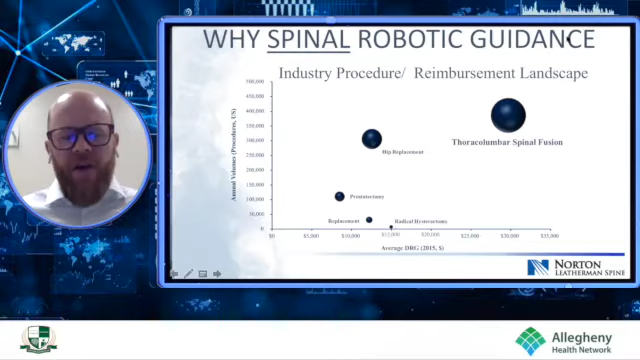 WHY SPINAL ROBOTIC GUIDANCE
Industry Procedure/ Reimbursement Landscape
500,000
450,000
400,000
350,000
300,000
250,000
200,000
150,000
100,000
50,000
0
Annual Volumes (Procedures, US)
Thoracolumbar Spinal Fusion
Hip Replacement
Prostatectomy
Replacement
Radical Hysterectomy
$0
$5,000
$10,000
$15,000
$20,000
$25,000
$30,000
$35,000
Average DRG (2015, $)
NORTON
LEATHERMAN SPINE
Allegheny
Health Network